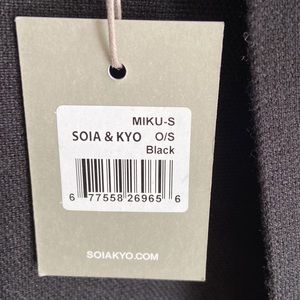 MIKU-S
SOIA & KYO O/S
Black
6 77558 26965 6
SOIAKYO.COM